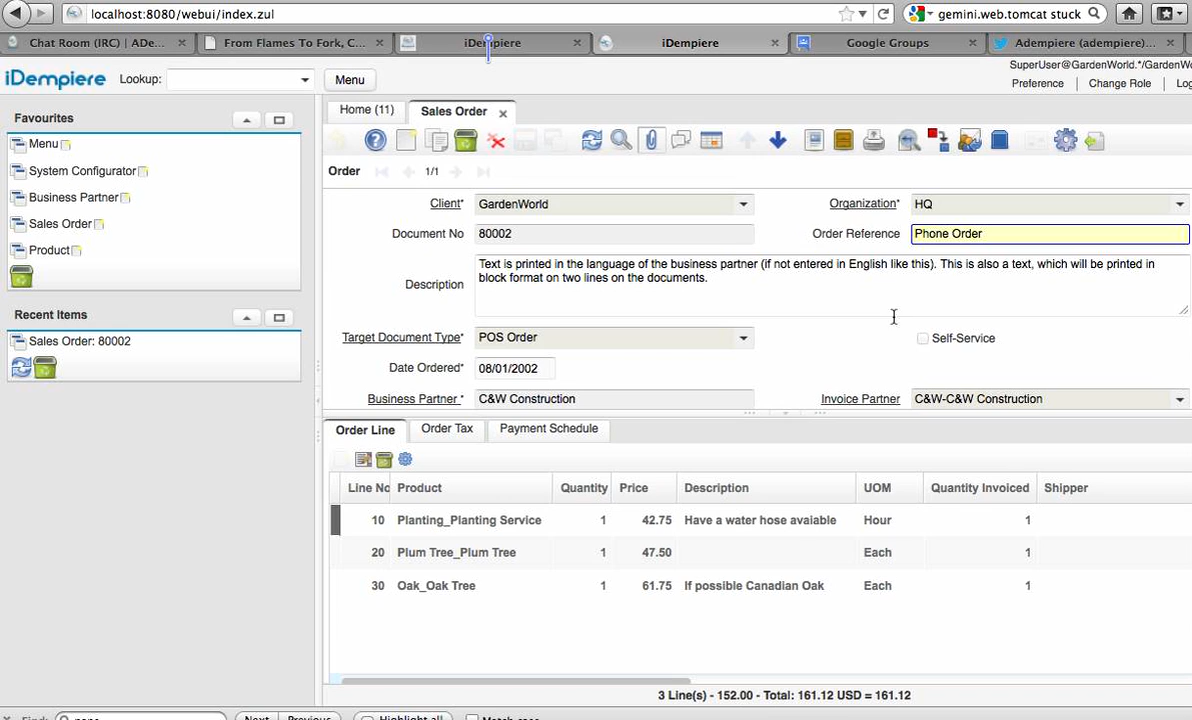 localhost:8080/webui/index.zul
gemini.web.tomcat stuck
Chat Room (IRC) | ADe...
From Flames To Fork, C...
iDempiere
iDempiere
Google Groups
Adempiere (adempiere)...
iDempiere
Lookup:
Menu
SuperUser@GardenWorld.*/GardenWo
Preference
Change Role
Log
Favourites
Menu
System Configurator
Business Partner
Sales Order
Product
Recent Items
Sales Order: 80002
Home (11)
Sales Order
Order
1/1
Client*
GardenWorld
Organization*
HQ
Document No
80002
Order Reference
Phone Order
Description
Text is printed in the language of the business partner (if not entered in English like this). This is also a text, which will be printed in
block format on two lines on the documents.
Target Document Type*
POS Order
Self-Service
Date Ordered*
08/01/2002
Business Partner *
C&W Construction
Invoice Partner
C&W-C&W Construction
Order Line
Order Tax
Payment Schedule
Line No Product Quantity Price Description UOM Quantity Invoiced Shipper
10 Planting_Planting Service 1 42.75 Have a water hose avaiable Hour 1
20 Plum Tree_Plum Tree 1 47.50 Each 1
30 Oak_Oak Tree 1 61.75 If possible Canadian Oak Each 1
3 Line(s) - 152.00 - Total: 161.12 USD = 161.12
Find:
Next
Previous
Highlight all
Match case